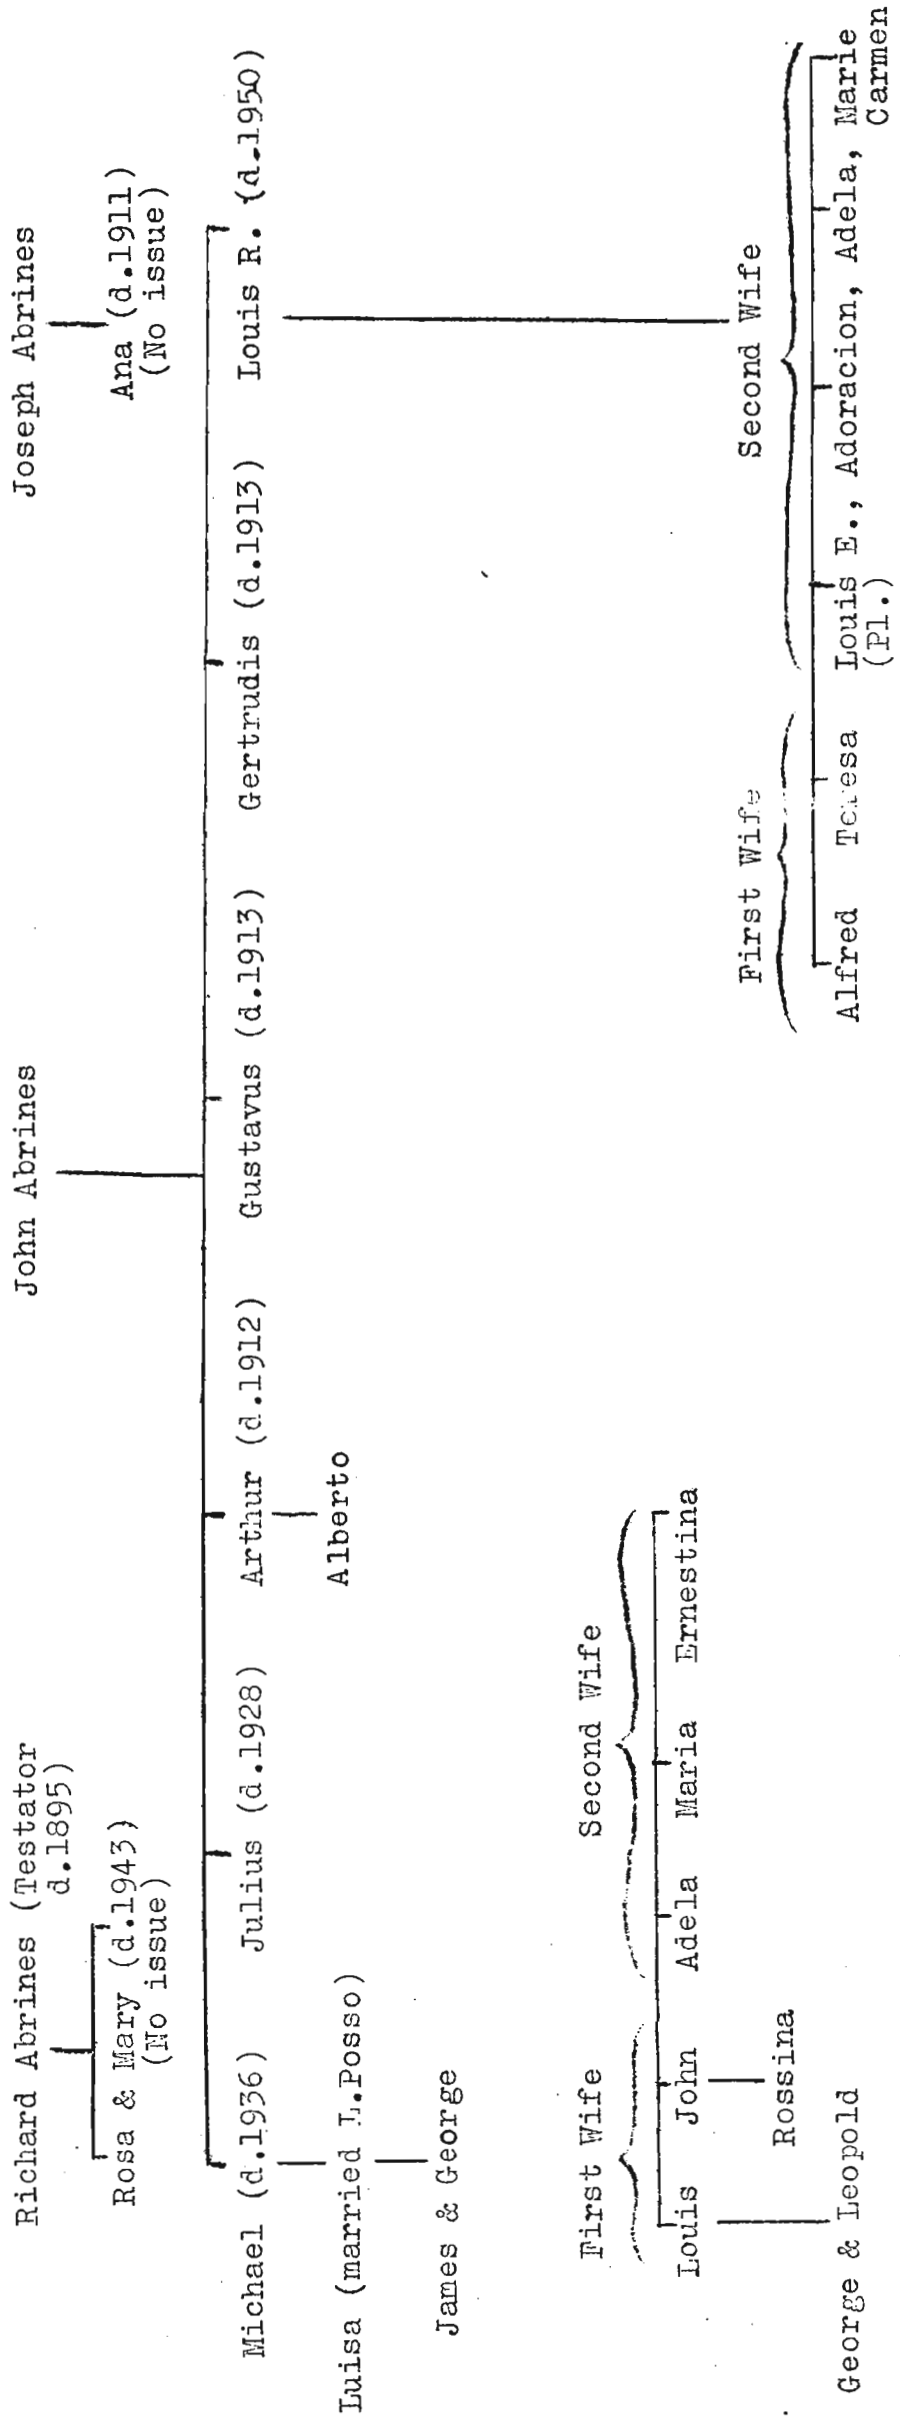 Richard Abrines (Testator
d.1895)
John Abrines
Joseph Abrines
Rosa & Mary (d.1943)
(No issue)
Ana (d.1911)
(No issue)
Michael (d.1936)
Julius (d.1928)
Arthur (d.1912)
Gustavus (d.1913)
Gertrudis (d.1913)
Louis R. (d.1950)
Luisa (married L.Posso)
Alberto
James & George
First Wife
Second Wife
Louis
John
Adela
Maria
Ernestina
Rossina
George & Leopold
First Wife
Second Wife
Alfred
Teresa
Louis E., Adoracion, Adela, Marie
(Pl.)
Carmen